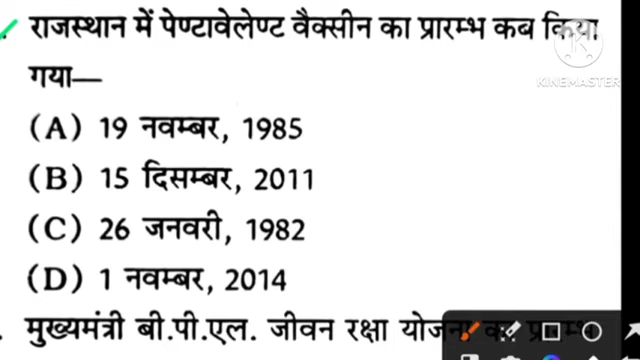 राजस्थान में पेण्टावेलेण्ट वैक्सीन का प्रारम्भ कब किया
गया—
(A) 19 नवम्बर, 1985
(B) 15 दिसम्बर, 2011
(C) 26 जनवरी, 1982
(D) 1 नवम्बर, 2014
मुख्यमंत्री बी.पी.एल. जीवन रक्षा योजना का प्रारम्भ
KINEMASTER